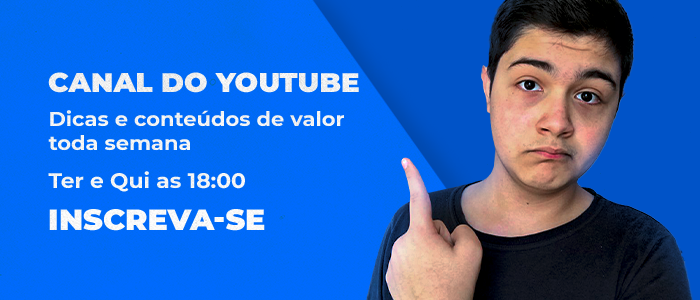 CANAL DO YOUTUBE
Dicas e conteúdos de valor
toda semana
Ter e Qui as 18:00
INSCREVA-SE